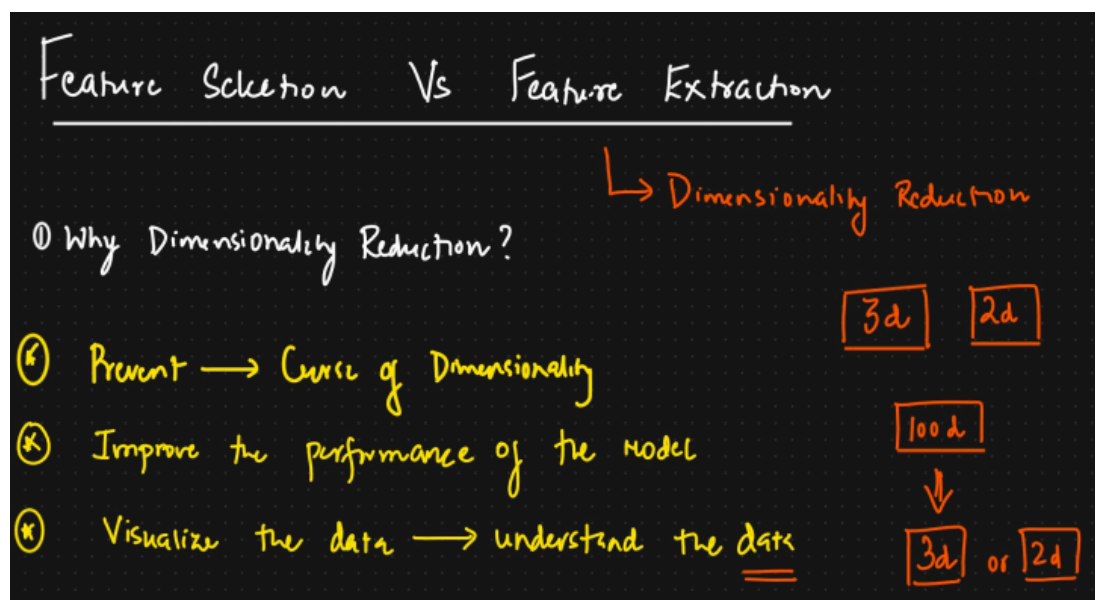 Feature Selection Vs Feature Extraction
→ Dimensionality Reduction
① Why Dimensionality Reduction?
3d 2d
Prevent → Curse of Dimensionality
100 d
Improve the performance of the Model
Visualize the data → understand the data
3d or 2d